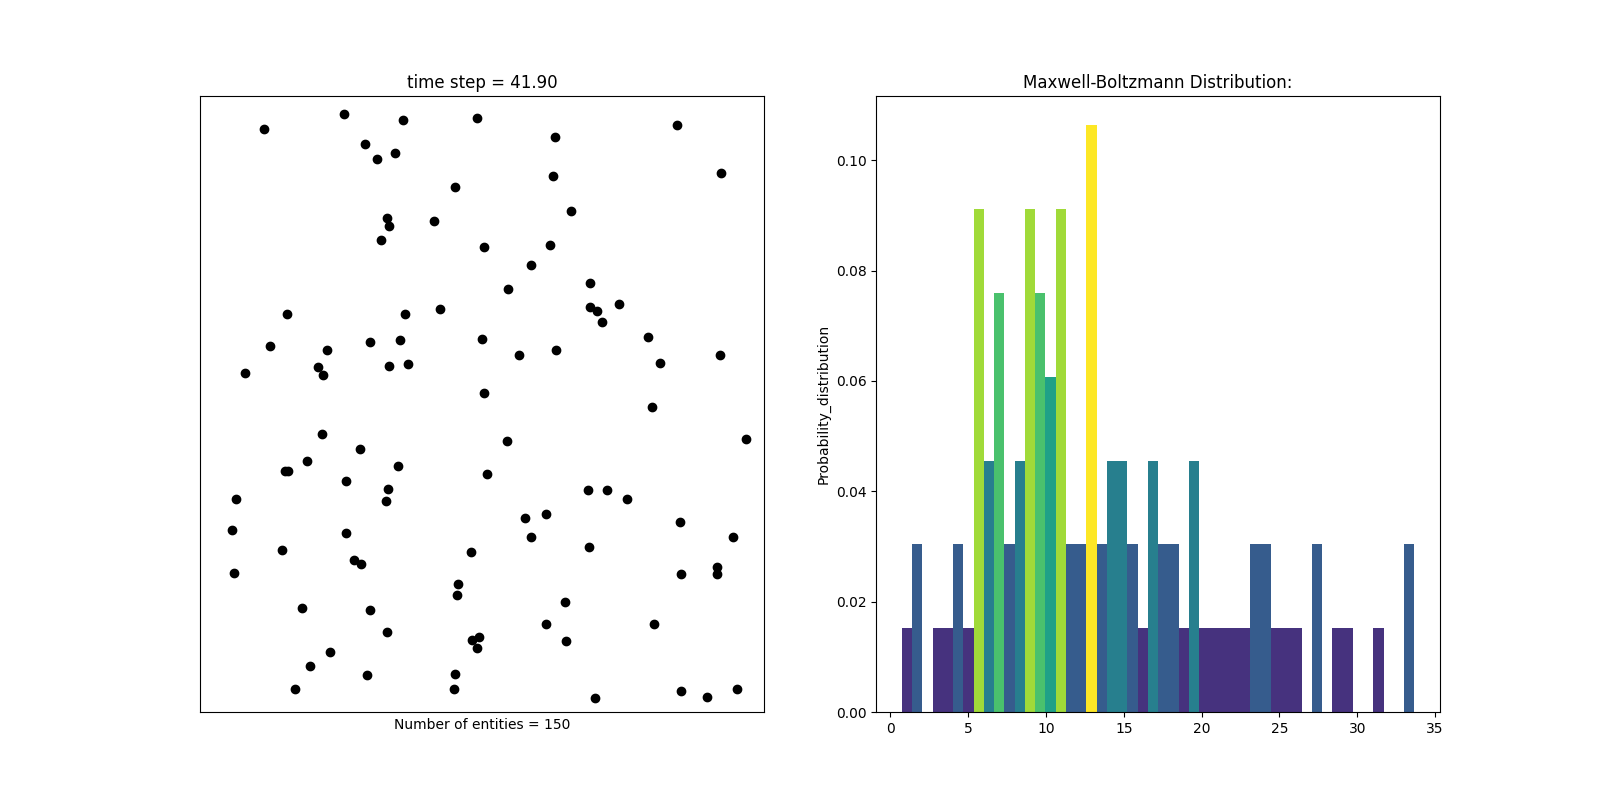 time step = 41.90
Number of entities = 150
Maxwell-Boltzmann Distribution:
Probability_distribution
0.10
0.08
0.06
0.04
0.02
0.00
0 5 10 15 20 25 30 35